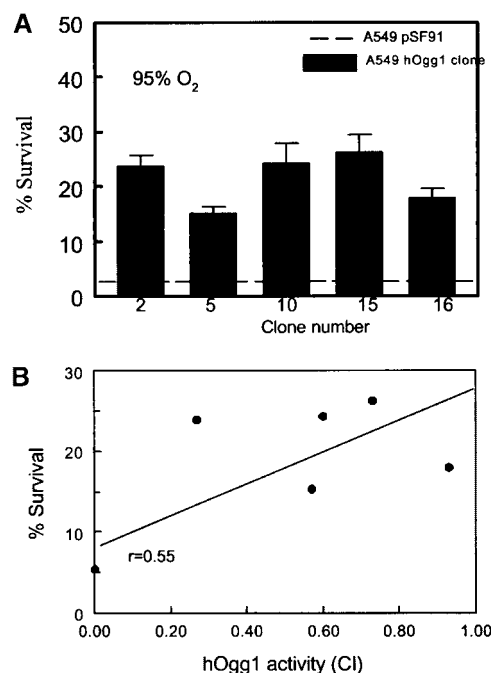 A
50
40
30
20
10
0
% Survival
95% O2
A549 pSF91
A549 hOgg1 clone
2 5 10 15 16
Clone number
B
30
20
10
0
% Survival
r=0.55
0.00 0.20 0.40 0.60 0.80 1.00
hOgg1 activity (CI)